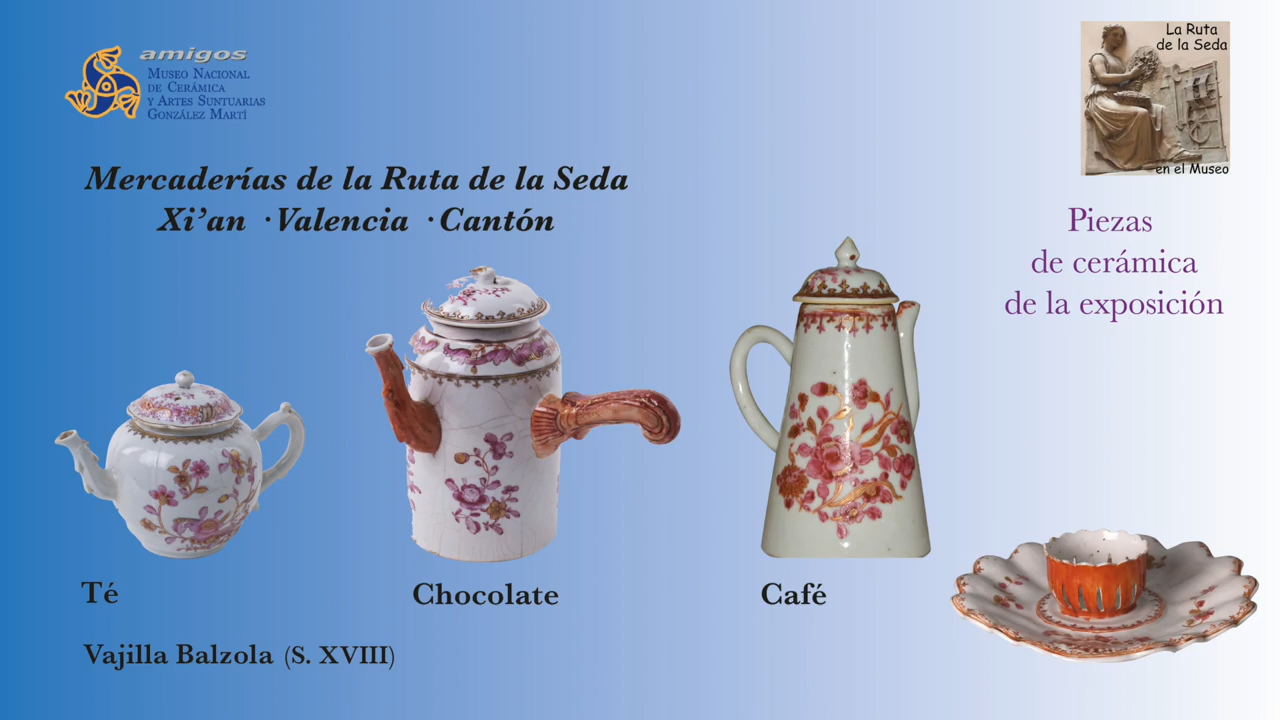 amigos
Museo Nacional
de Cerámica
y Artes Suntuarias
González Martí
La Ruta
de la Seda
en el Museo
Mercaderías de la Ruta de la Seda
Xi’an · Valencia · Cantón
Piezas
de cerámica
de la exposición
Té
Chocolate
Café
Vajilla Balzola (S. XVIII)